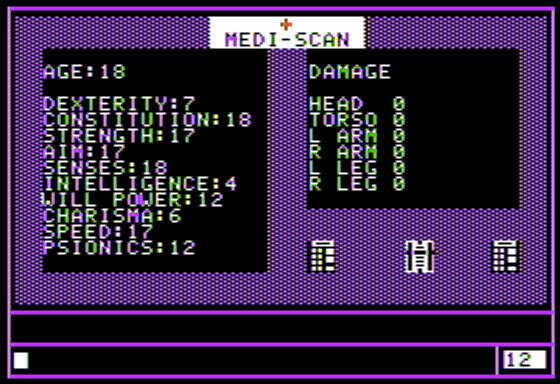 MEDI-SCAN
AGE:18
DEXTERITY:7
CONSTITUTION:18
STRENGTH:17
AIM:17
SENSES:18
INTELLIGENCE:4
WILL POWER:12
CHARISMA:6
SPEED:17
PSIONICS:12
DAMAGE
HEAD 0
TORSO 0
L ARM 0
R ARM 0
L LEG 0
R LEG 0
12